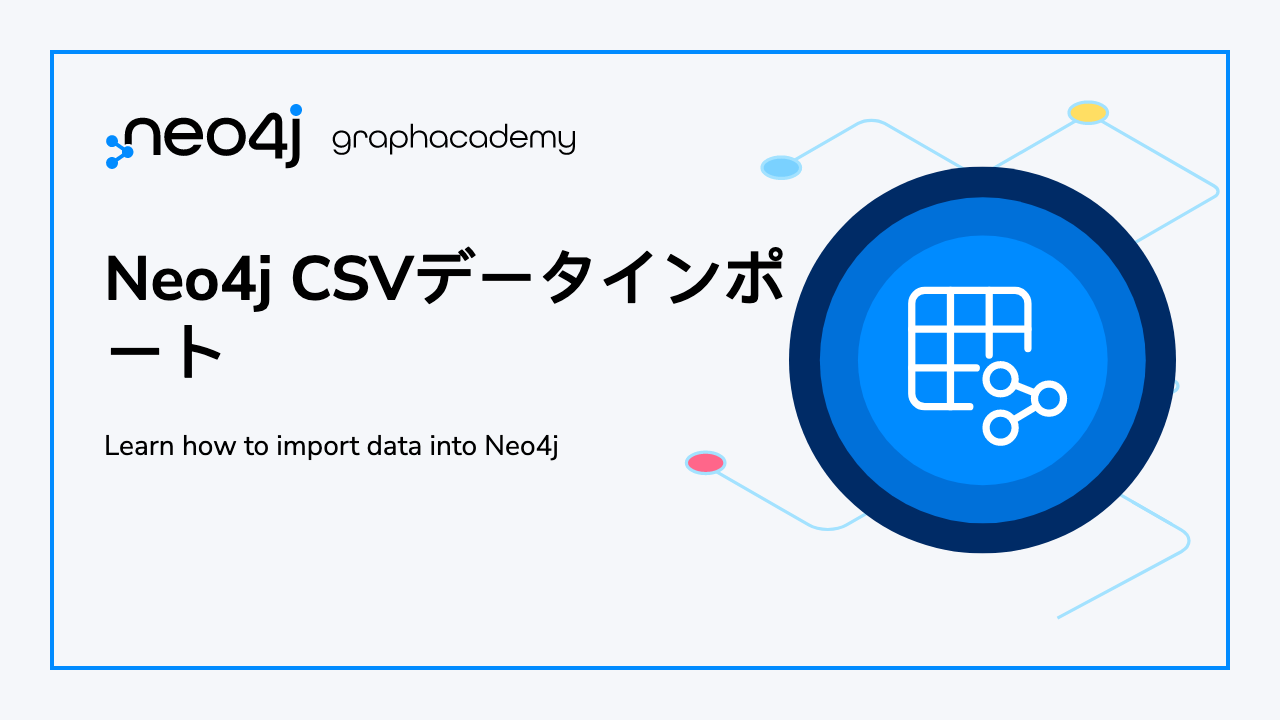 neo4j graphacademy
Neo4j CSVデータインポ
ート
Learn how to import data into Neo4j